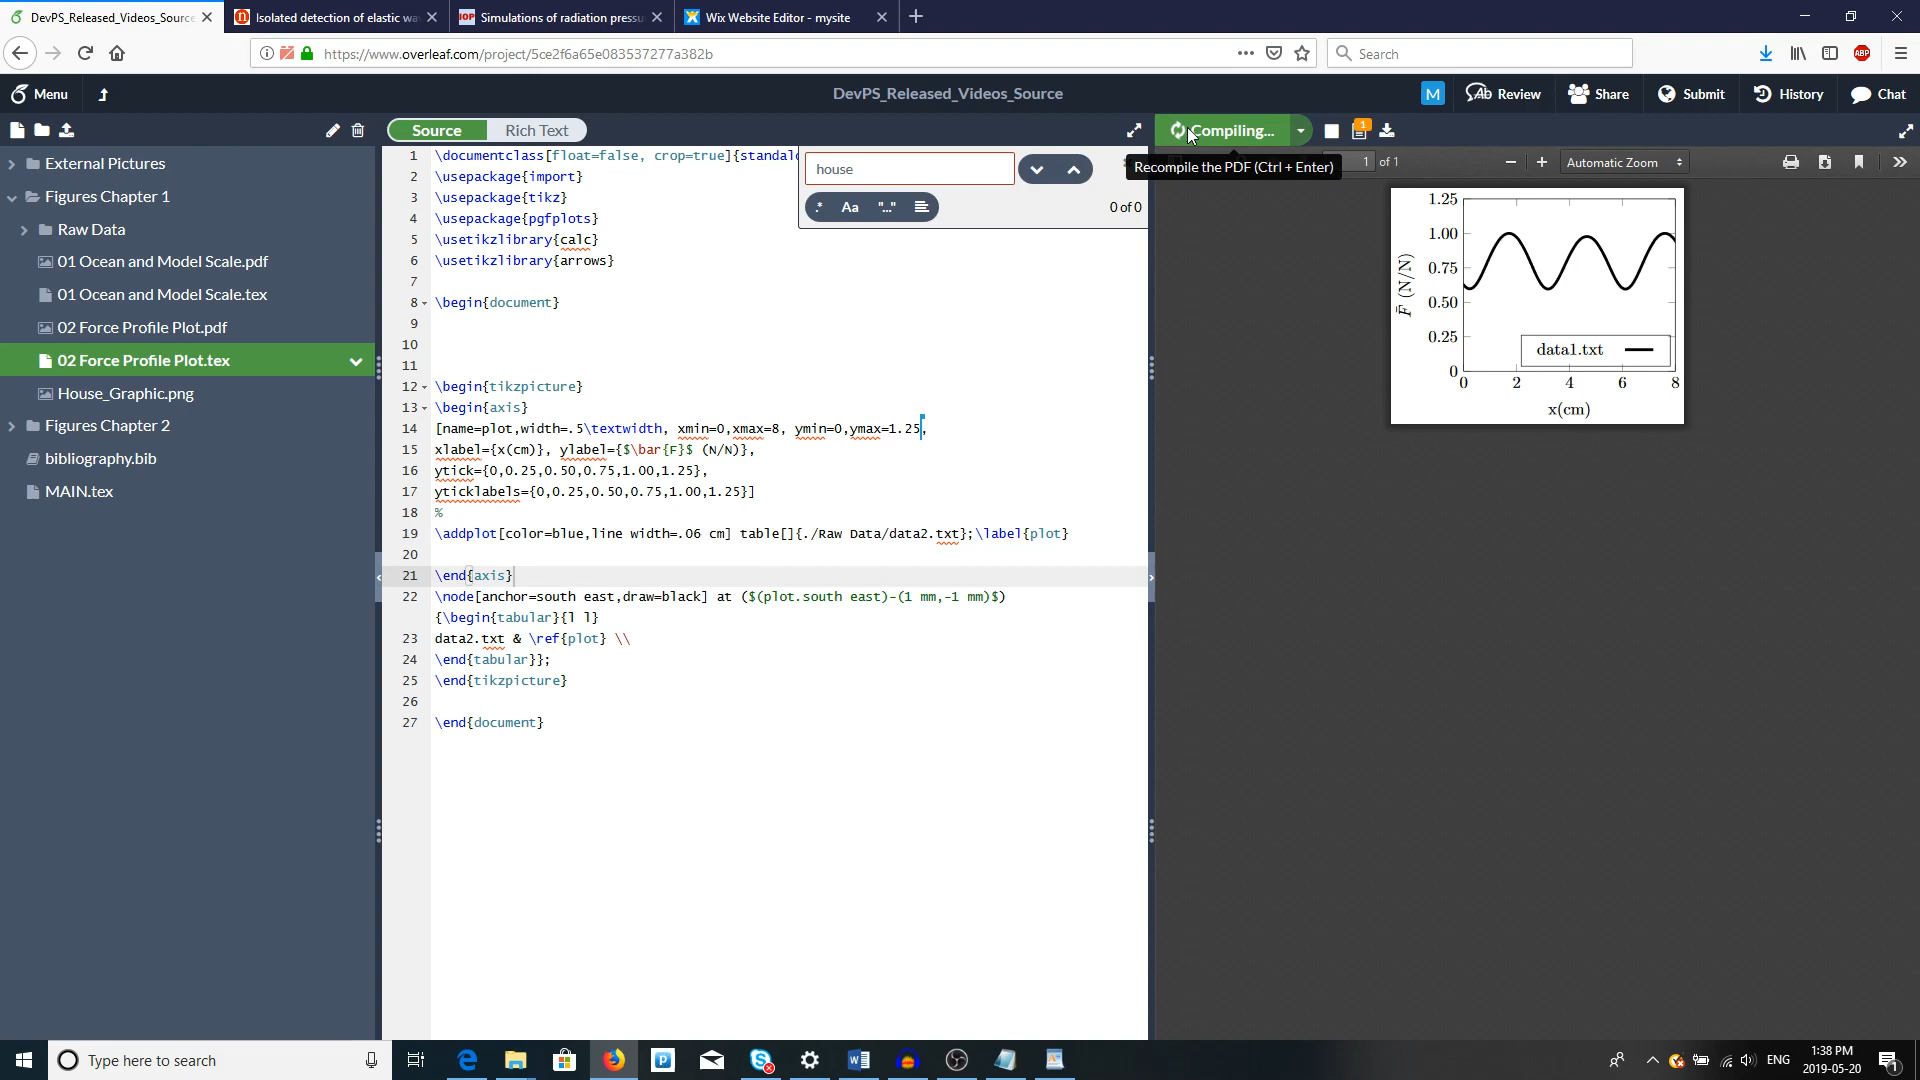 DevPS_Released_Videos_Source
Isolated detection of elastic wa
IOP Simulations of radiation pressu
Wix Website Editor - mysite
https://www.overleaf.com/project/5ce2f6a65e083537277a382b
Search
ABP
Menu
DevPS_Released_Videos_Source
M
Review
Share
Submit
History
Chat
Source
Rich Text
Compiling...
1
Recompile the PDF (Ctrl + Enter)
1 of 1
Automatic Zoom
External Pictures
Figures Chapter 1
Raw Data
01 Ocean and Model Scale.pdf
01 Ocean and Model Scale.tex
02 Force Profile Plot.pdf
02 Force Profile Plot.tex
House_Graphic.png
Figures Chapter 2
bibliography.bib
MAIN.tex
house
.* Aa "..."
0 of 0
1 \documentclass[float=false, crop=true]{standalo
2 \usepackage{import}
3 \usepackage{tikz}
4 \usepackage{pgfplots}
5 \usetikzlibrary{calc}
6 \usetikzlibrary{arrows}
7
8 \begin{document}
9
10
11
12 \begin{tikzpicture}
13 \begin{axis}
14 [name=plot,width=.5\textwidth, xmin=0,xmax=8, ymin=0,ymax=1.25,
15 xlabel={x(cm)}, ylabel={$\bar{F}$ (N/N)},
16 ytick={0,0.25,0.50,0.75,1.00,1.25},
17 yticklabels={0,0.25,0.50,0.75,1.00,1.25}]
18 %
19 \addplot[color=blue,line width=.06 cm] table[]{./Raw Data/data2.txt};\label{plot}
20
21 \end{axis}
22 \node[anchor=south east,draw=black] at ($(plot.south east)-(1 mm,-1 mm)$)
{\begin{tabular}{l l}
23 data2.txt & \ref{plot} \\
24 \end{tabular}};
25 \end{tikzpicture}
26
27 \end{document}
1.25
1.00
0.75
0.50
0.25
0
F̄ (N/N)
data1.txt
0 2 4 6 8
x(cm)
Type here to search
ENG
1:38 PM
2019-05-20
1